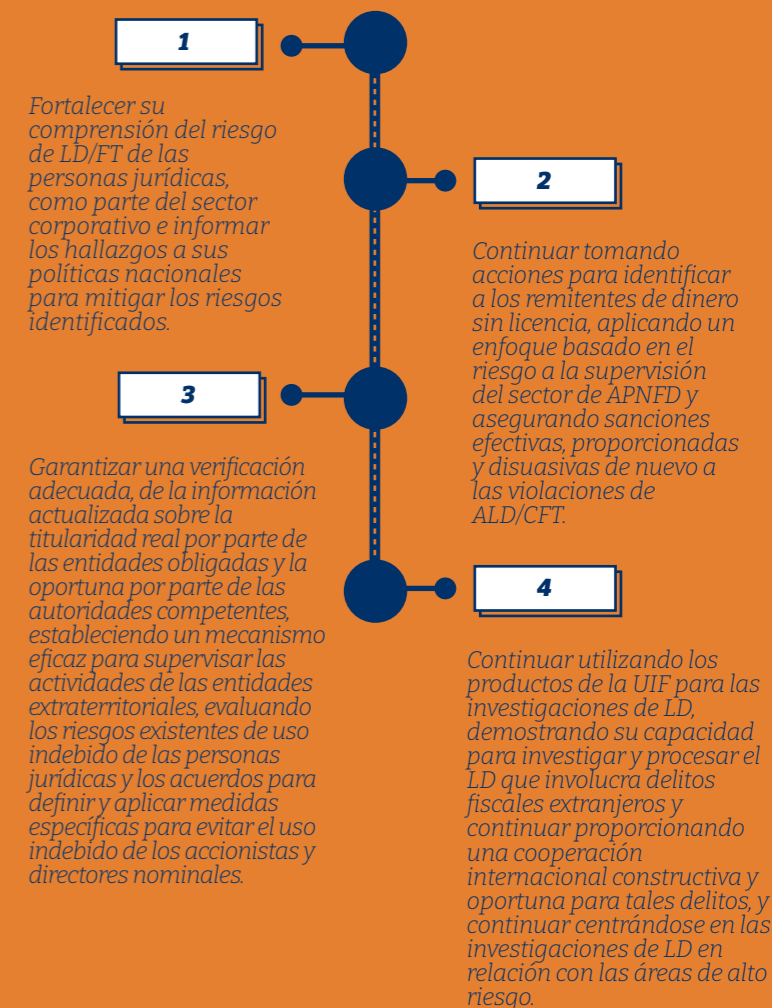 1
Fortalecer su
comprensión del riesgo
de LD/FT de las
personas jurídicas,
como parte del sector
corporativo e informar
los hallazgos a sus
políticas nacionales
para mitigar los riesgos
identificados.
2
Continuar tomando
acciones para identificar
a los remitentes de dinero
sin licencia, aplicando un
enfoque basado en el
riesgo a la supervisión
del sector de APNFD y
asegurando sanciones
efectivas, proporcionadas
y disuasivas de nuevo a
las violaciones de
ALD/CFT.
3
Garantizar una verificación
adecuada, de la información
actualizada sobre la
titularidad real por parte de
las entidades obligadas y la
oportuna por parte de las
autoridades competentes,
estableciendo un mecanismo
eficaz para supervisar las
actividades de las entidades
extraterritoriales, evaluando
los riesgos existentes de uso
indebido de las personas
jurídicas y los acuerdos para
definir y aplicar medidas
específicas para evitar el uso
indebido de los accionistas y
directores nominales.
4
Continuar utilizando los
productos de la UIF para las
investigaciones de LD,
demostrando su capacidad
para investigar y procesar el
LD que involucra delitos
fiscales extranjeros y
continuar proporcionando
una cooperación
internacional constructiva y
oportuna para tales delitos, y
continuar centrándose en las
investigaciones de LD en
relación con las áreas de alto
riesgo.